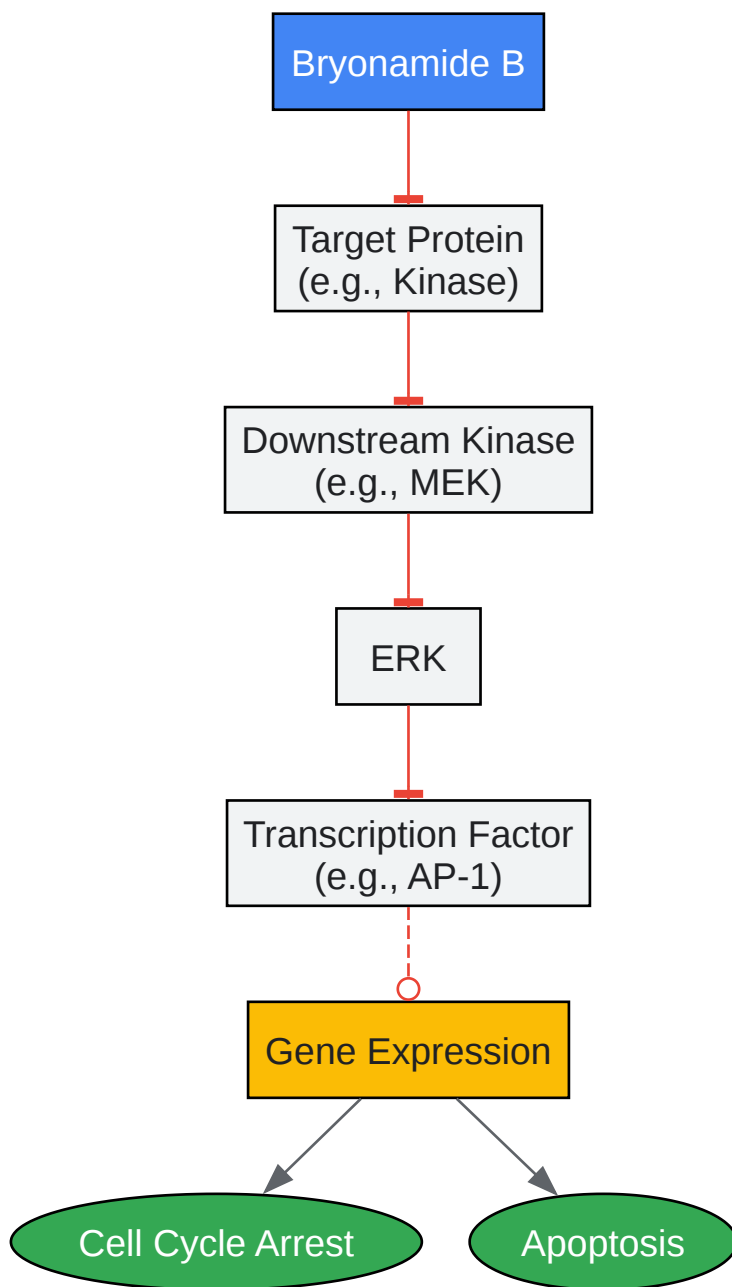 Bryonamide B
Target Protein
(e.g., Kinase)
Downstream Kinase
(e.g., MEK)
ERK
Transcription Factor
(e.g., AP-1)
Gene Expression
Cell Cycle Arrest
Apoptosis